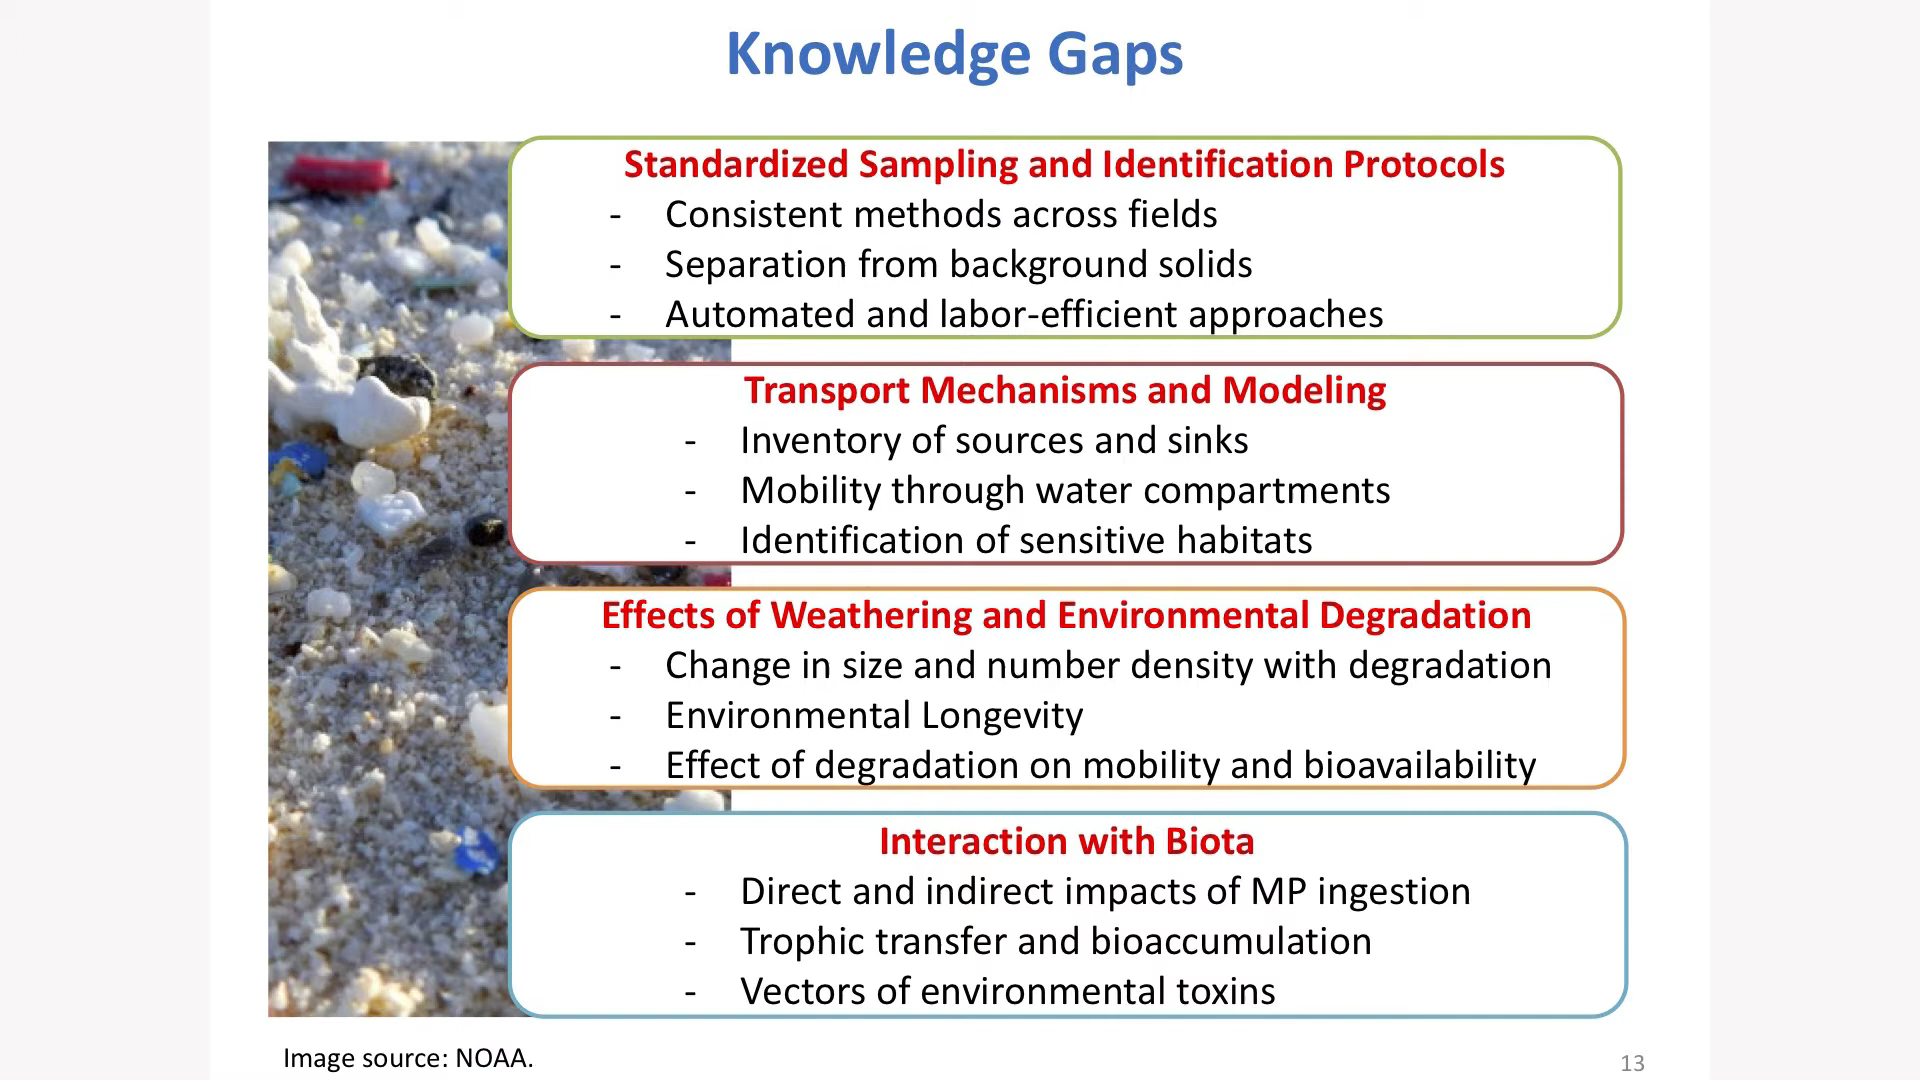 Knowledge Gaps
Standardized Sampling and Identification Protocols
- Consistent methods across fields
- Separation from background solids
- Automated and labor-efficient approaches
Transport Mechanisms and Modeling
- Inventory of sources and sinks
- Mobility through water compartments
- Identification of sensitive habitats
Effects of Weathering and Environmental Degradation
- Change in size and number density with degradation
- Environmental Longevity
- Effect of degradation on mobility and bioavailability
Interaction with Biota
- Direct and indirect impacts of MP ingestion
- Trophic transfer and bioaccumulation
- Vectors of environmental toxins
Image source: NOAA.
13